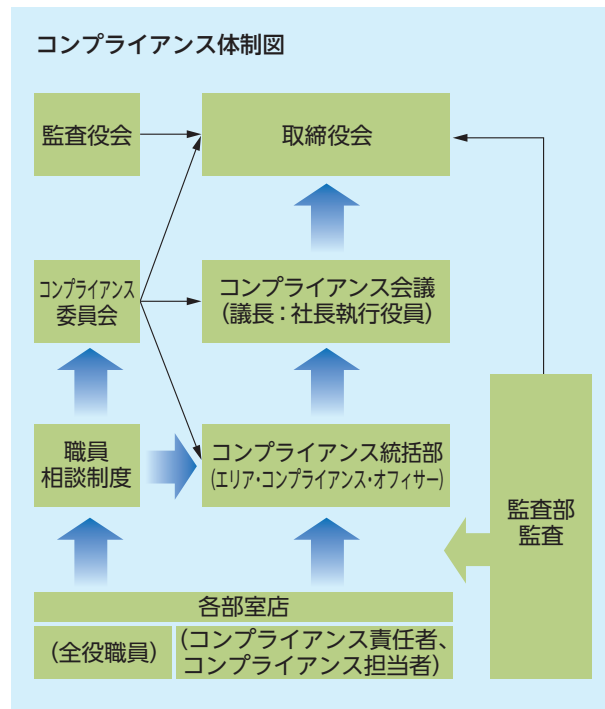 コンプライアンス体制図
監査役会
取締役会
コンプライアンス
委員会
コンプライアンス会議
(議長：社長執行役員)
職員
相談制度
コンプライアンス統括部
(エリア・コンプライアンス・オフィサー)
監査部
監査
各部室店
(全役職員)
(コンプライアンス責任者、
コンプライアンス担当者)